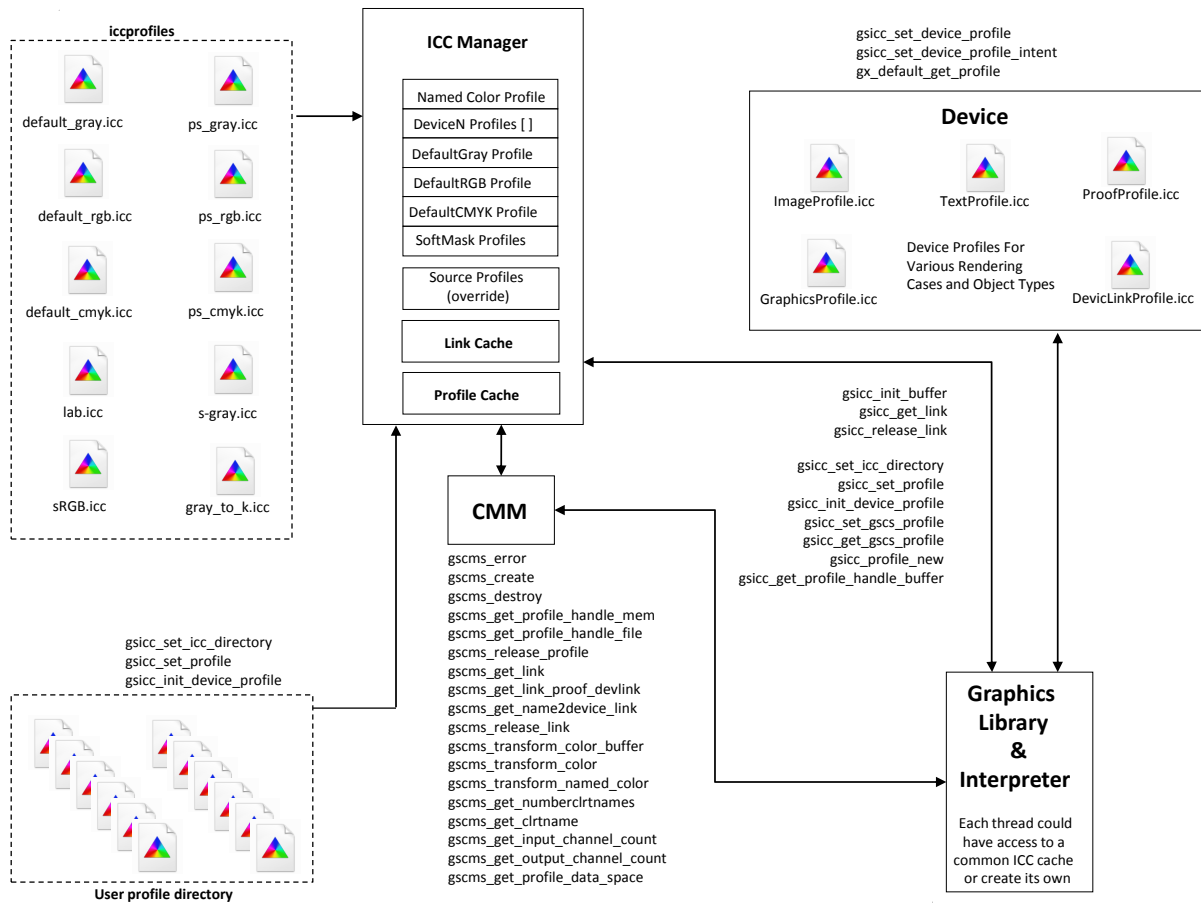 iccprofiles
default_gray.icc
ps_gray.icc
default_rgb.icc
ps_rgb.icc
default_cmyk.icc
ps_cmyk.icc
lab.icc
s-gray.icc
sRGB.icc
gray_to_k.icc
ICC Manager
Named Color Profile
DeviceN Profiles [ ]
DefaultGray Profile
DefaultRGB Profile
DefaultCMYK Profile
SoftMask Profiles
Source Profiles
(override)
Link Cache
Profile Cache
gsicc_set_device_profile
gsicc_set_device_profile_intent
gx_default_get_profile
Device
ImageProfile.icc
TextProfile.icc
ProofProfile.icc
GraphicsProfile.icc
Device Profiles For
Various Rendering
Cases and Object Types
DevicLinkProfile.icc
gsicc_init_buffer
gsicc_get_link
gsicc_release_link
gsicc_set_icc_directory
gsicc_set_profile
gsicc_init_device_profile
gsicc_set_gscs_profile
gsicc_get_gscs_profile
gsicc_profile_new
gsicc_get_profile_handle_buffer
CMM
gscms_error
gscms_create
gscms_destroy
gscms_get_profile_handle_mem
gscms_get_profile_handle_file
gscms_release_profile
gscms_get_link
gscms_get_link_proof_devlink
gscms_get_name2device_link
gscms_release_link
gscms_transform_color_buffer
gscms_transform_color
gscms_transform_named_color
gscms_get_numberclrtnames
gscms_get_clrtname
gscms_get_input_channel_count
gscms_get_output_channel_count
gscms_get_profile_data_space
gsicc_set_icc_directory
gsicc_set_profile
gsicc_init_device_profile
User profile directory
Graphics
Library
&
Interpreter
Each thread could
have access to a
common ICC cache
or create its own